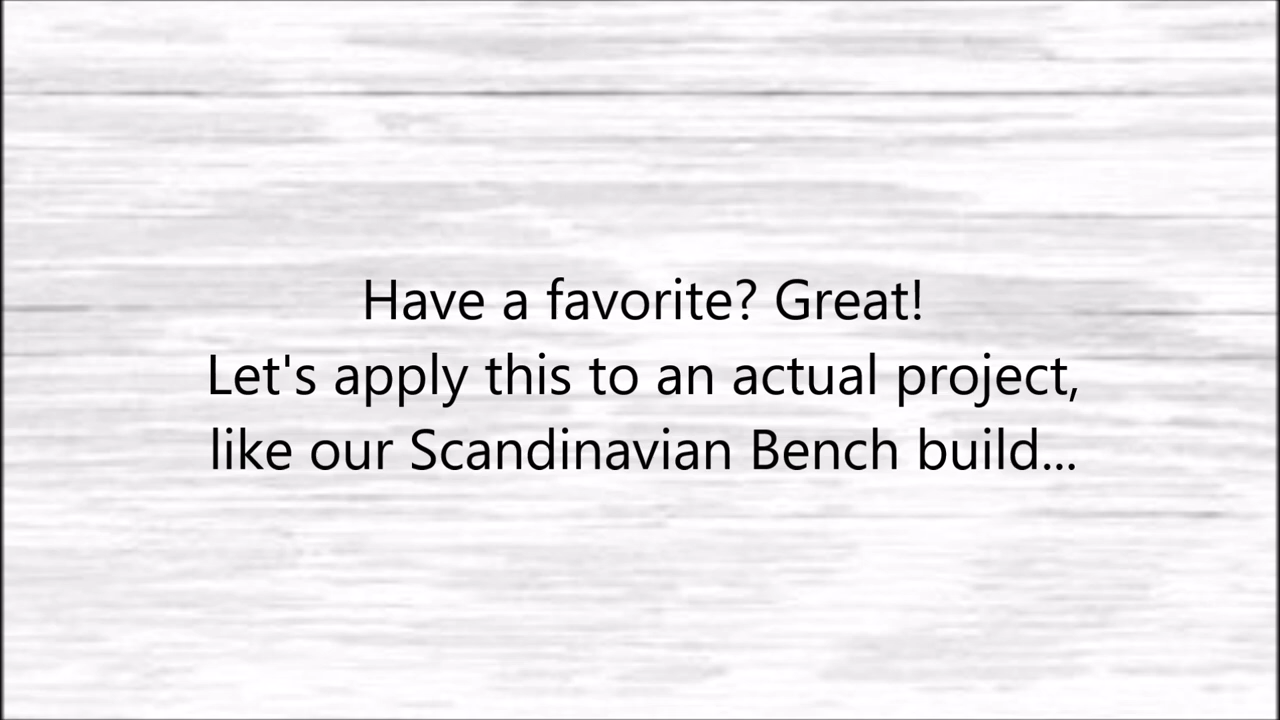 Have a favorite? Great!
Let's apply this to an actual project,
like our Scandinavian Bench build...